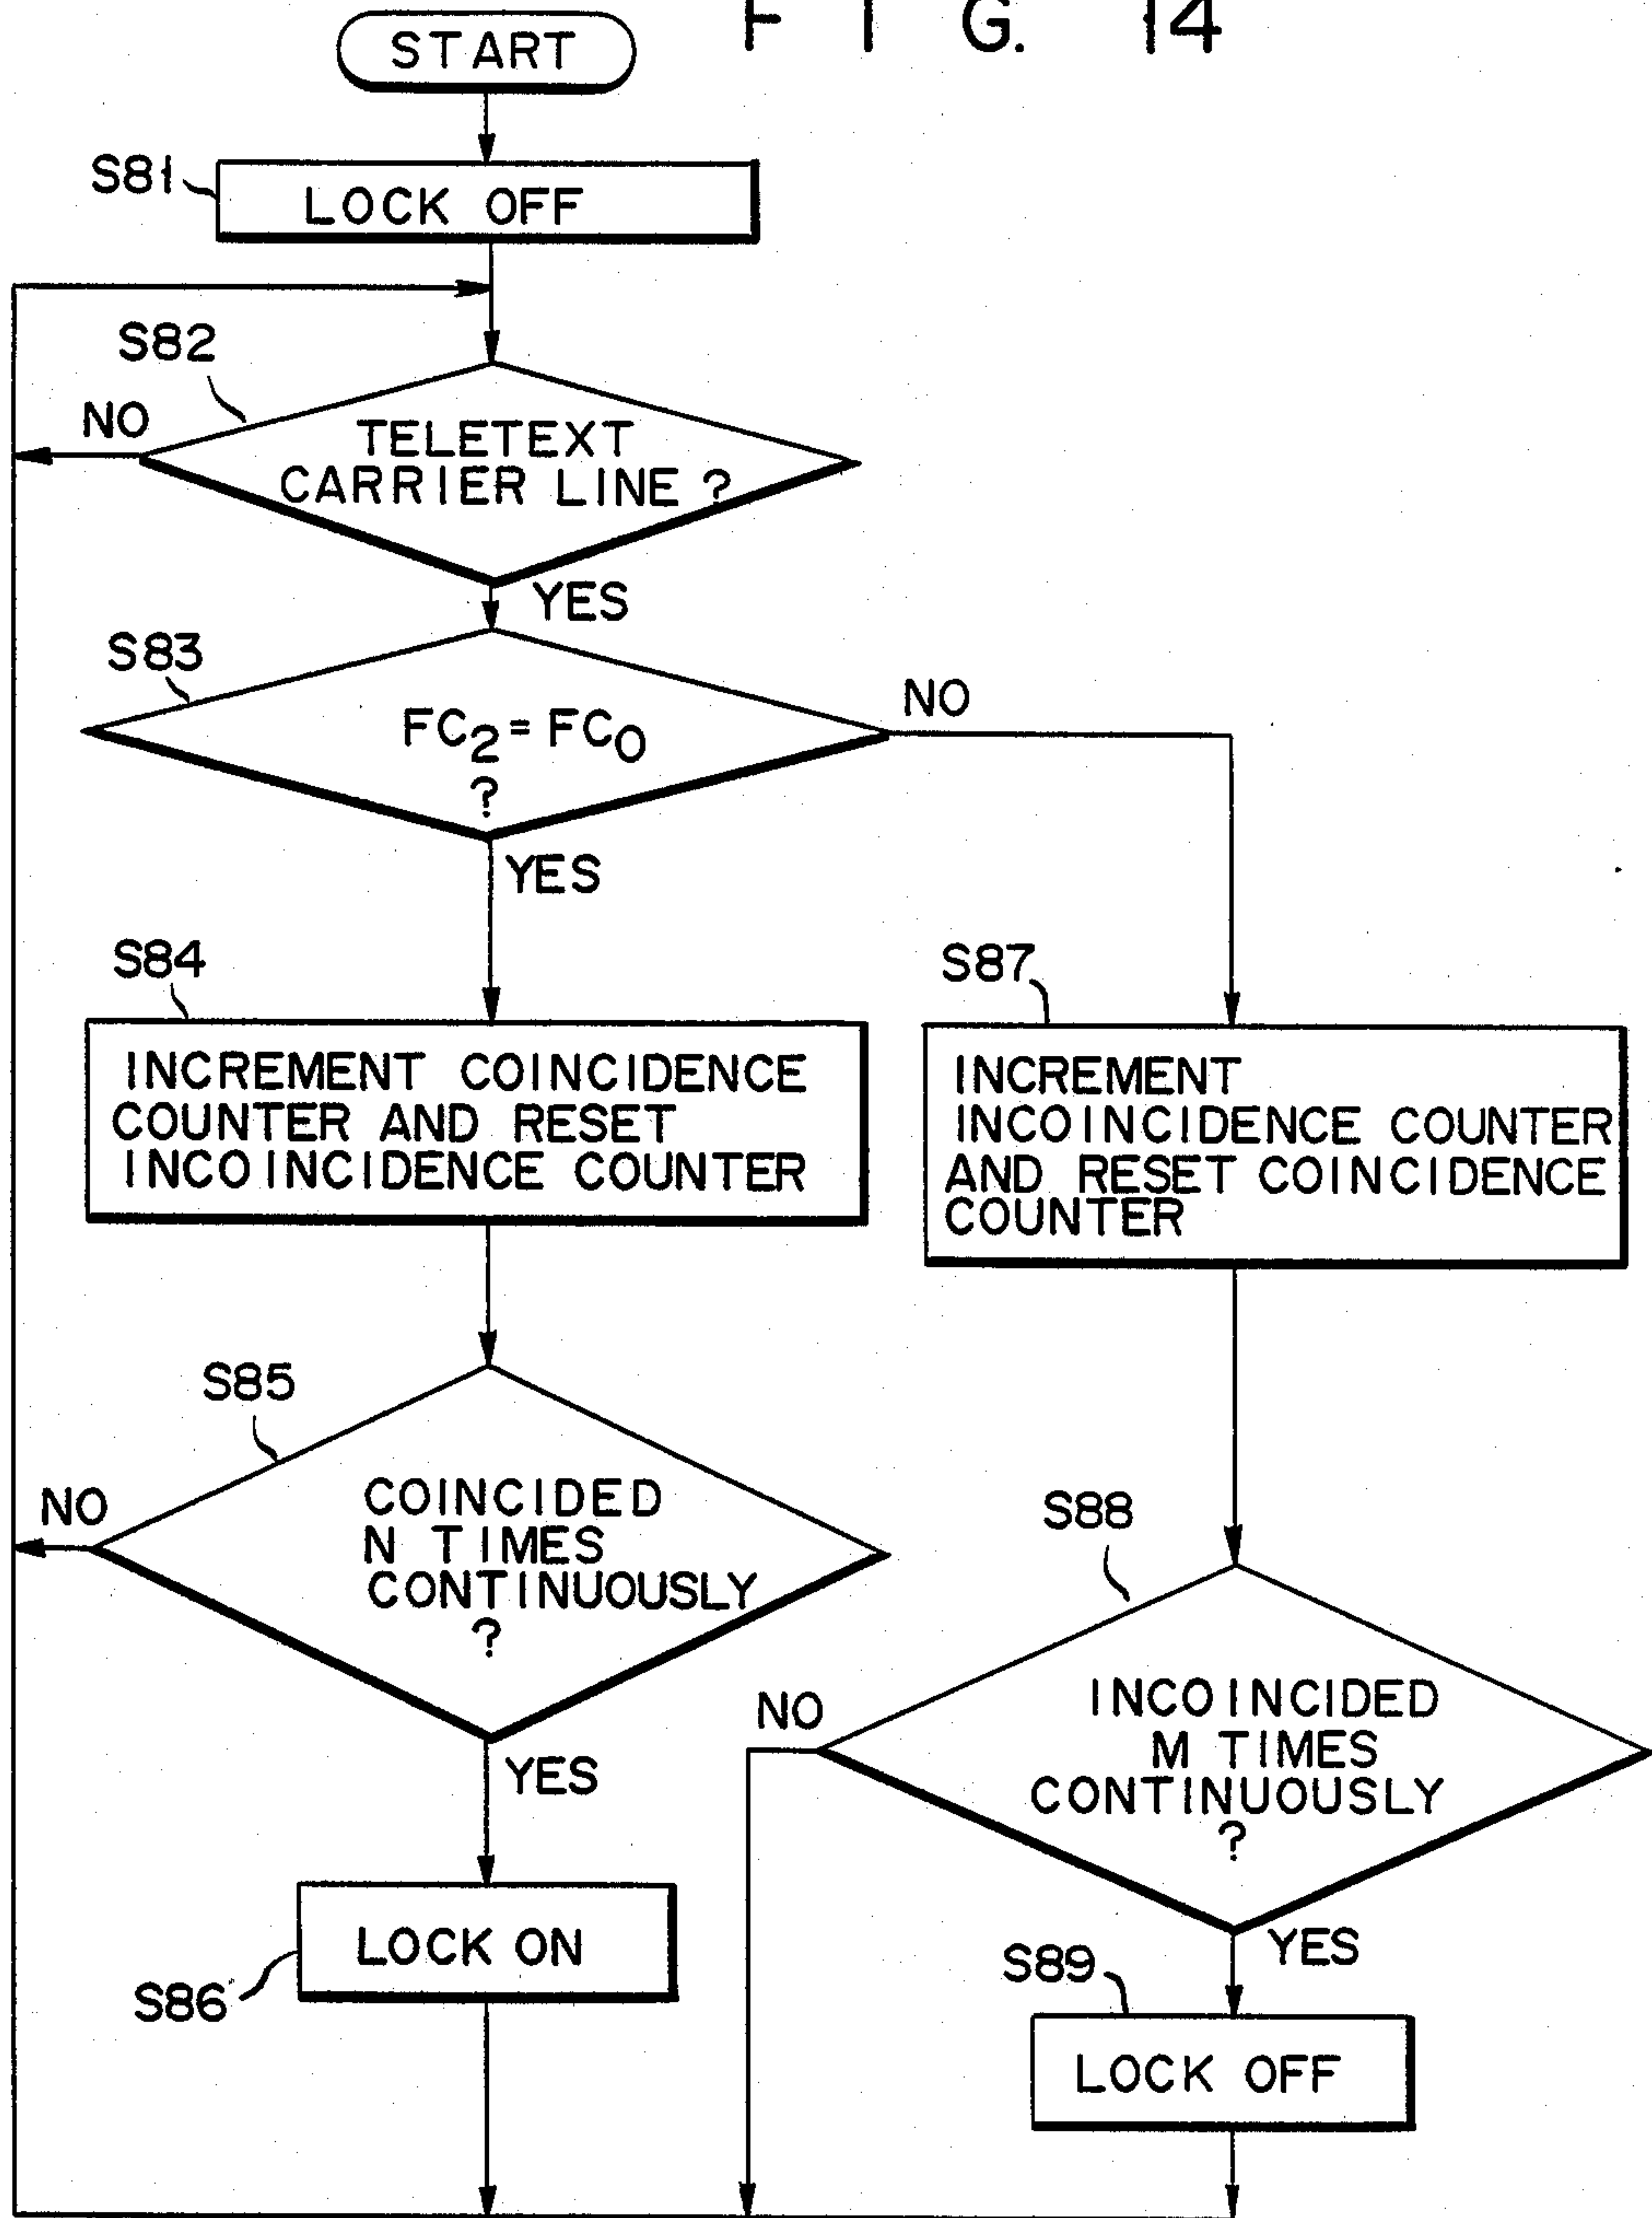 F I G. 14
START
S81
LOCK OFF
S82
NO
TELETEXT
CARRIER LINE ?
YES
S83
NO
FC₂ = FC₀
?
YES
S84
INCREMENT COINCIDENCE
COUNTER AND RESET
INCOINCIDENCE COUNTER
S87
INCREMENT
INCOINCIDENCE COUNTER
AND RESET COINCIDENCE
COUNTER
S85
NO
COINCIDED
N TIMES
CONTINUOUSLY
?
YES
S88
NO
INCOINCIDED
M TIMES
CONTINUOUSLY
?
YES
S86
LOCK ON
S89
LOCK OFF